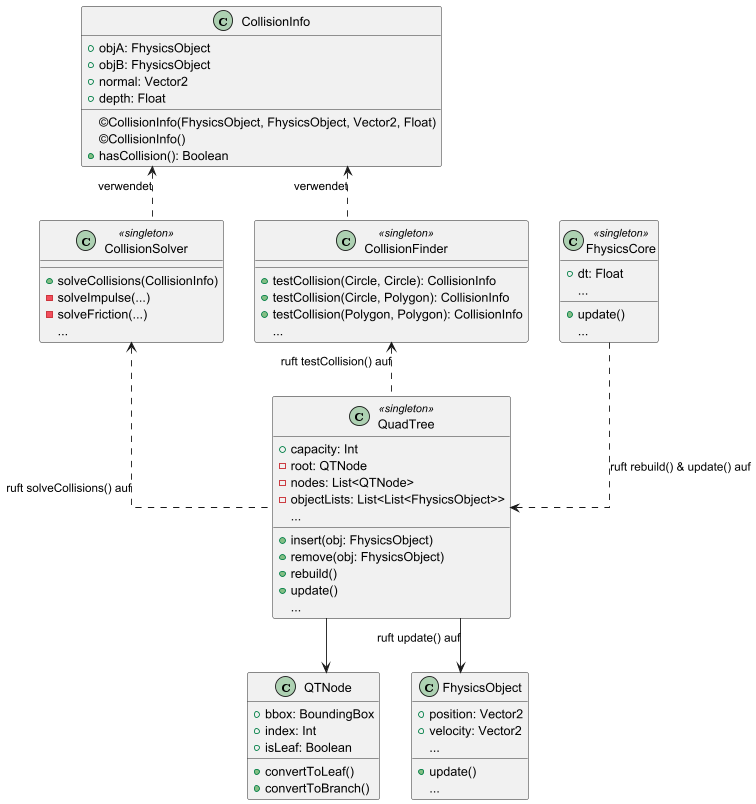 C CollisionInfo
objA: FhysicsObject
objB: FhysicsObject
normal: Vector2
depth: Float
©CollisionInfo(FhysicsObject, FhysicsObject, Vector2, Float)
©CollisionInfo()
hasCollision(): Boolean
verwendet
verwendet
C «singleton»
CollisionSolver
solveCollisions(CollisionInfo)
solveImpulse(...)
solveFriction(...)
...
C «singleton»
CollisionFinder
testCollision(Circle, Circle): CollisionInfo
testCollision(Circle, Polygon): CollisionInfo
testCollision(Polygon, Polygon): CollisionInfo
...
C «singleton»
FhysicsCore
dt: Float
...
update()
...
ruft testCollision() auf
ruft solveCollisions() auf
ruft rebuild() & update() auf
C «singleton»
QuadTree
capacity: Int
root: QTNode
nodes: List<QTNode>
objectLists: List<List<FhysicsObject>>
...
insert(obj: FhysicsObject)
remove(obj: FhysicsObject)
rebuild()
update()
...
ruft update() auf
C QTNode
bbox: BoundingBox
index: Int
isLeaf: Boolean
convertToLeaf()
convertToBranch()
C FhysicsObject
position: Vector2
velocity: Vector2
...
update()
...